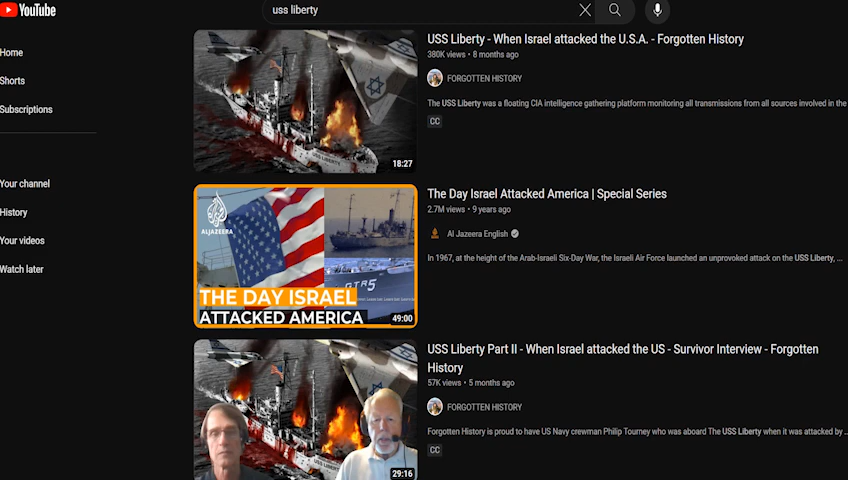 YouTube
uss liberty
Home
Shorts
Subscriptions
Your channel
History
Your videos
Watch later
USS LIBERTY
18:27
USS Liberty - When Israel attacked the U.S.A. - Forgotten History
380K views • 8 months ago
FORGOTTEN HISTORY
The USS Liberty was a floating CIA intelligence gathering platform monitoring all transmissions from all sources involved in the
CC
ALJAZEERA
THE DAY ISRAEL
ATTACKED AMERICA
49:00
The Day Israel Attacked America | Special Series
2.7M views • 9 years ago
Al Jazeera English
In 1967, at the height of the Arab-Israeli Six-Day War, the Israeli Air Force launched an unprovoked attack on the USS Liberty, ...
29:16
USS Liberty Part II - When Israel attacked the US - Survivor Interview - Forgotten
History
57K views • 5 months ago
FORGOTTEN HISTORY
Forgotten History is proud to have US Navy crewman Philip Tourney who was aboard The USS Liberty when it was attacked by ...
CC